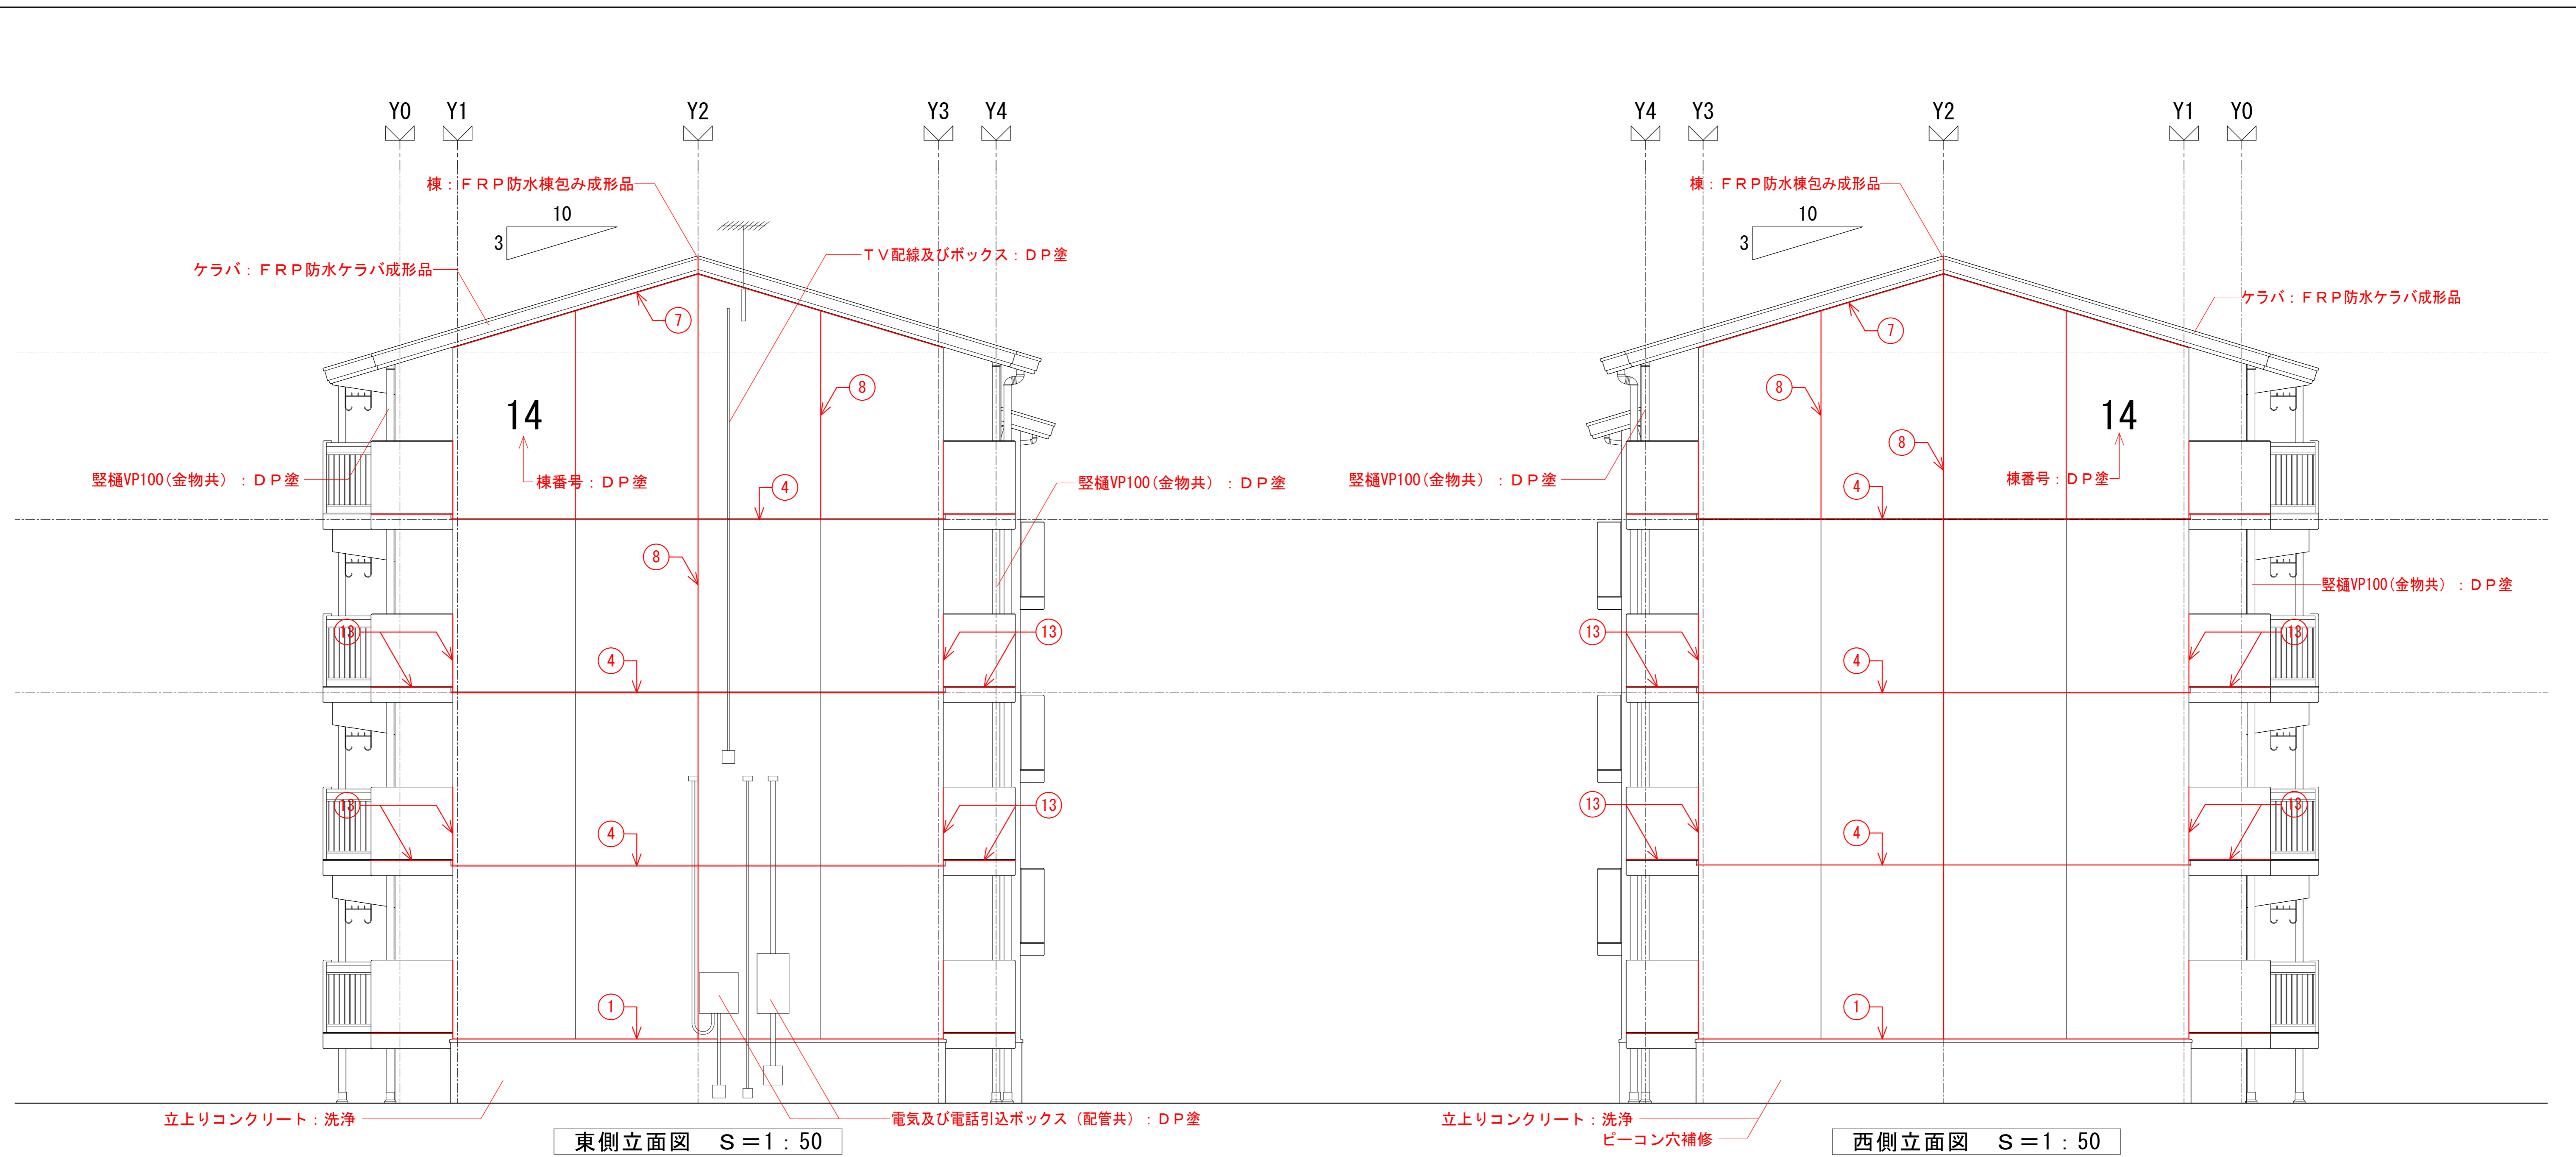 Y0 Y1 Y2 Y3 Y4
棟：ＦＲＰ防水棟包み成形品
10
3
ケラバ：ＦＲＰ防水ケラバ成形品
ＴＶ配線及びボックス：ＤＰ塗
7
8
14
棟番号：ＤＰ塗
竪樋VP100(金物共）：ＤＰ塗
竪樋VP100(金物共）：ＤＰ塗
4
8
13
13
4
13
13
4
1
立上りコンクリート：洗浄
電気及び電話引込ボックス（配管共）：ＤＰ塗
東側立面図　Ｓ＝1：50
Y4 Y3 Y2 Y1 Y0
棟：ＦＲＰ防水棟包み成形品
10
3
ケラバ：ＦＲＰ防水ケラバ成形品
7
8
14
8
棟番号：ＤＰ塗
竪樋VP100(金物共）：ＤＰ塗
4
竪樋VP100(金物共）：ＤＰ塗
13
13
4
13
13
4
1
立上りコンクリート：洗浄
ピーコン穴補修
西側立面図　Ｓ＝1：50